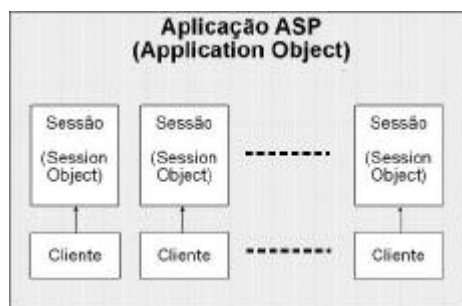 Aplicação ASP
(Application Object)
Sessão
(Session
Object)
Sessão
(Session
Object)
Sessão
(Session
Object)
Cliente
Cliente
Cliente